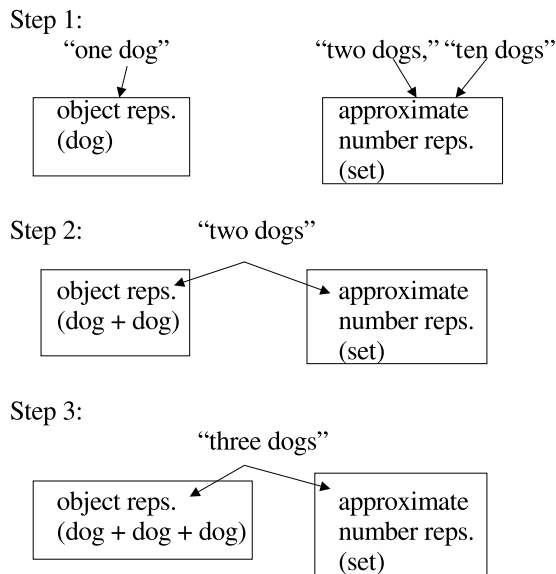 Step 1:
“one dog” “two dogs,” “ten dogs”
object reps.
(dog)
approximate
number reps.
(set)
Step 2:
“two dogs”
object reps.
(dog + dog)
approximate
number reps.
(set)
Step 3:
“three dogs”
object reps.
(dog + dog + dog)
approximate
number reps.
(set)